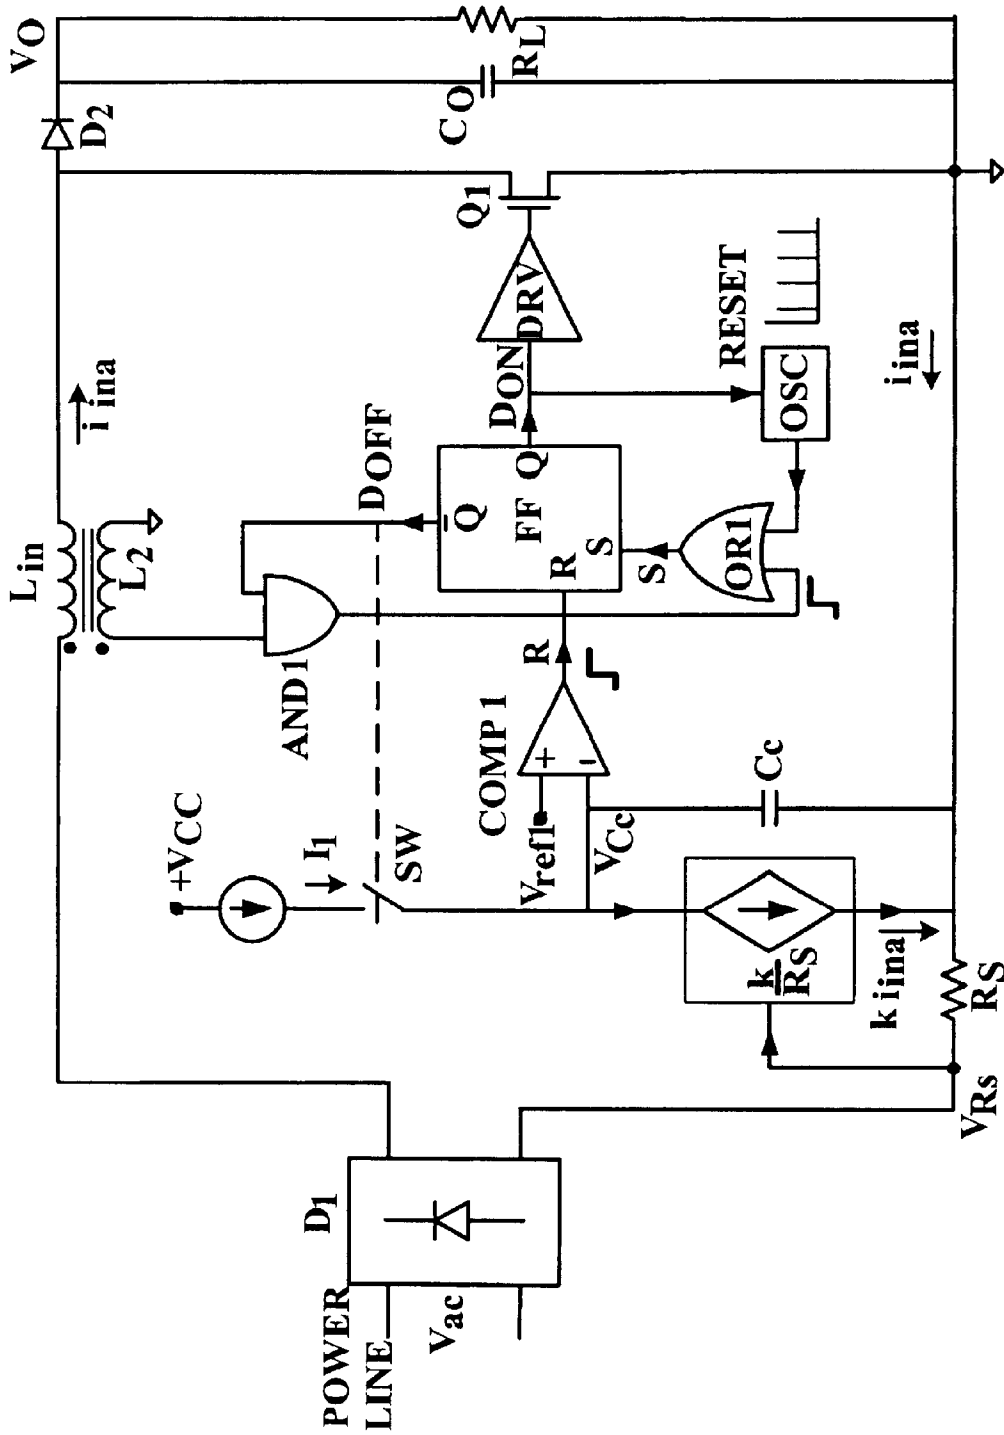 POWER
LINE
Vac
D1
VRs
RS
k
RS
k iina
+VCC
I1
SW
Vref1
VCc
Cc
COMP1
+
-
R
AND1
Lin
L2
iina
DOFF
Q
R
FF
Q
S
S
OR1
DON
DRV
OSC
RESET
iina
Q1
D2
VO
CO
RL